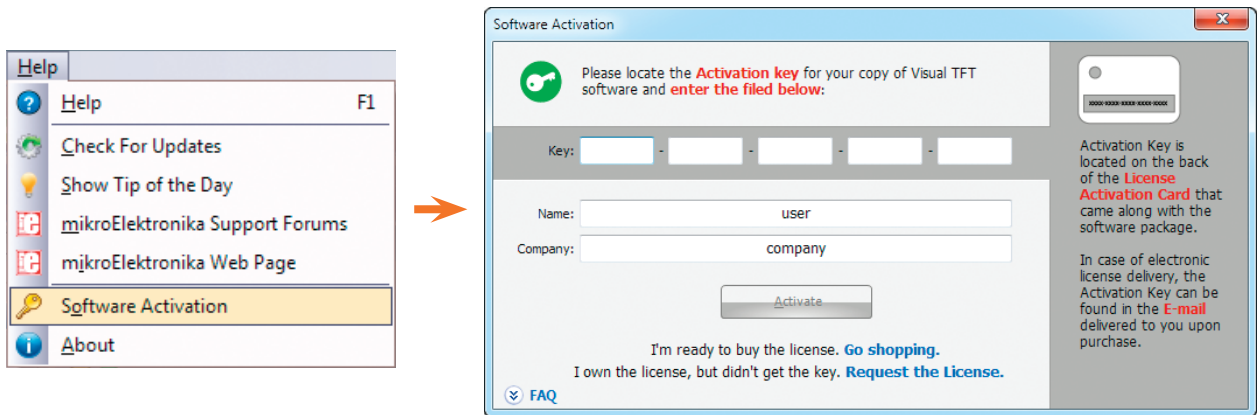 Help
Help F1
Check For Updates
Show Tip of the Day
mikroElektronika Support Forums
mikroElektronika Web Page
Software Activation
About
Software Activation
Please locate the Activation key for your copy of Visual TFT
software and enter the filed below:
Key: - - - -
Name: user
Company: company
Activate
I'm ready to buy the license. Go shopping.
I own the license, but didn't get the key. Request the License.
FAQ
XXXX-XXXX-XXXX-XXXX-XXXX
Activation Key is
located on the back
of the License
Activation Card that
came along with the
software package.
In case of electronic
license delivery, the
Activation Key can be
found in the E-mail
delivered to you upon
purchase.